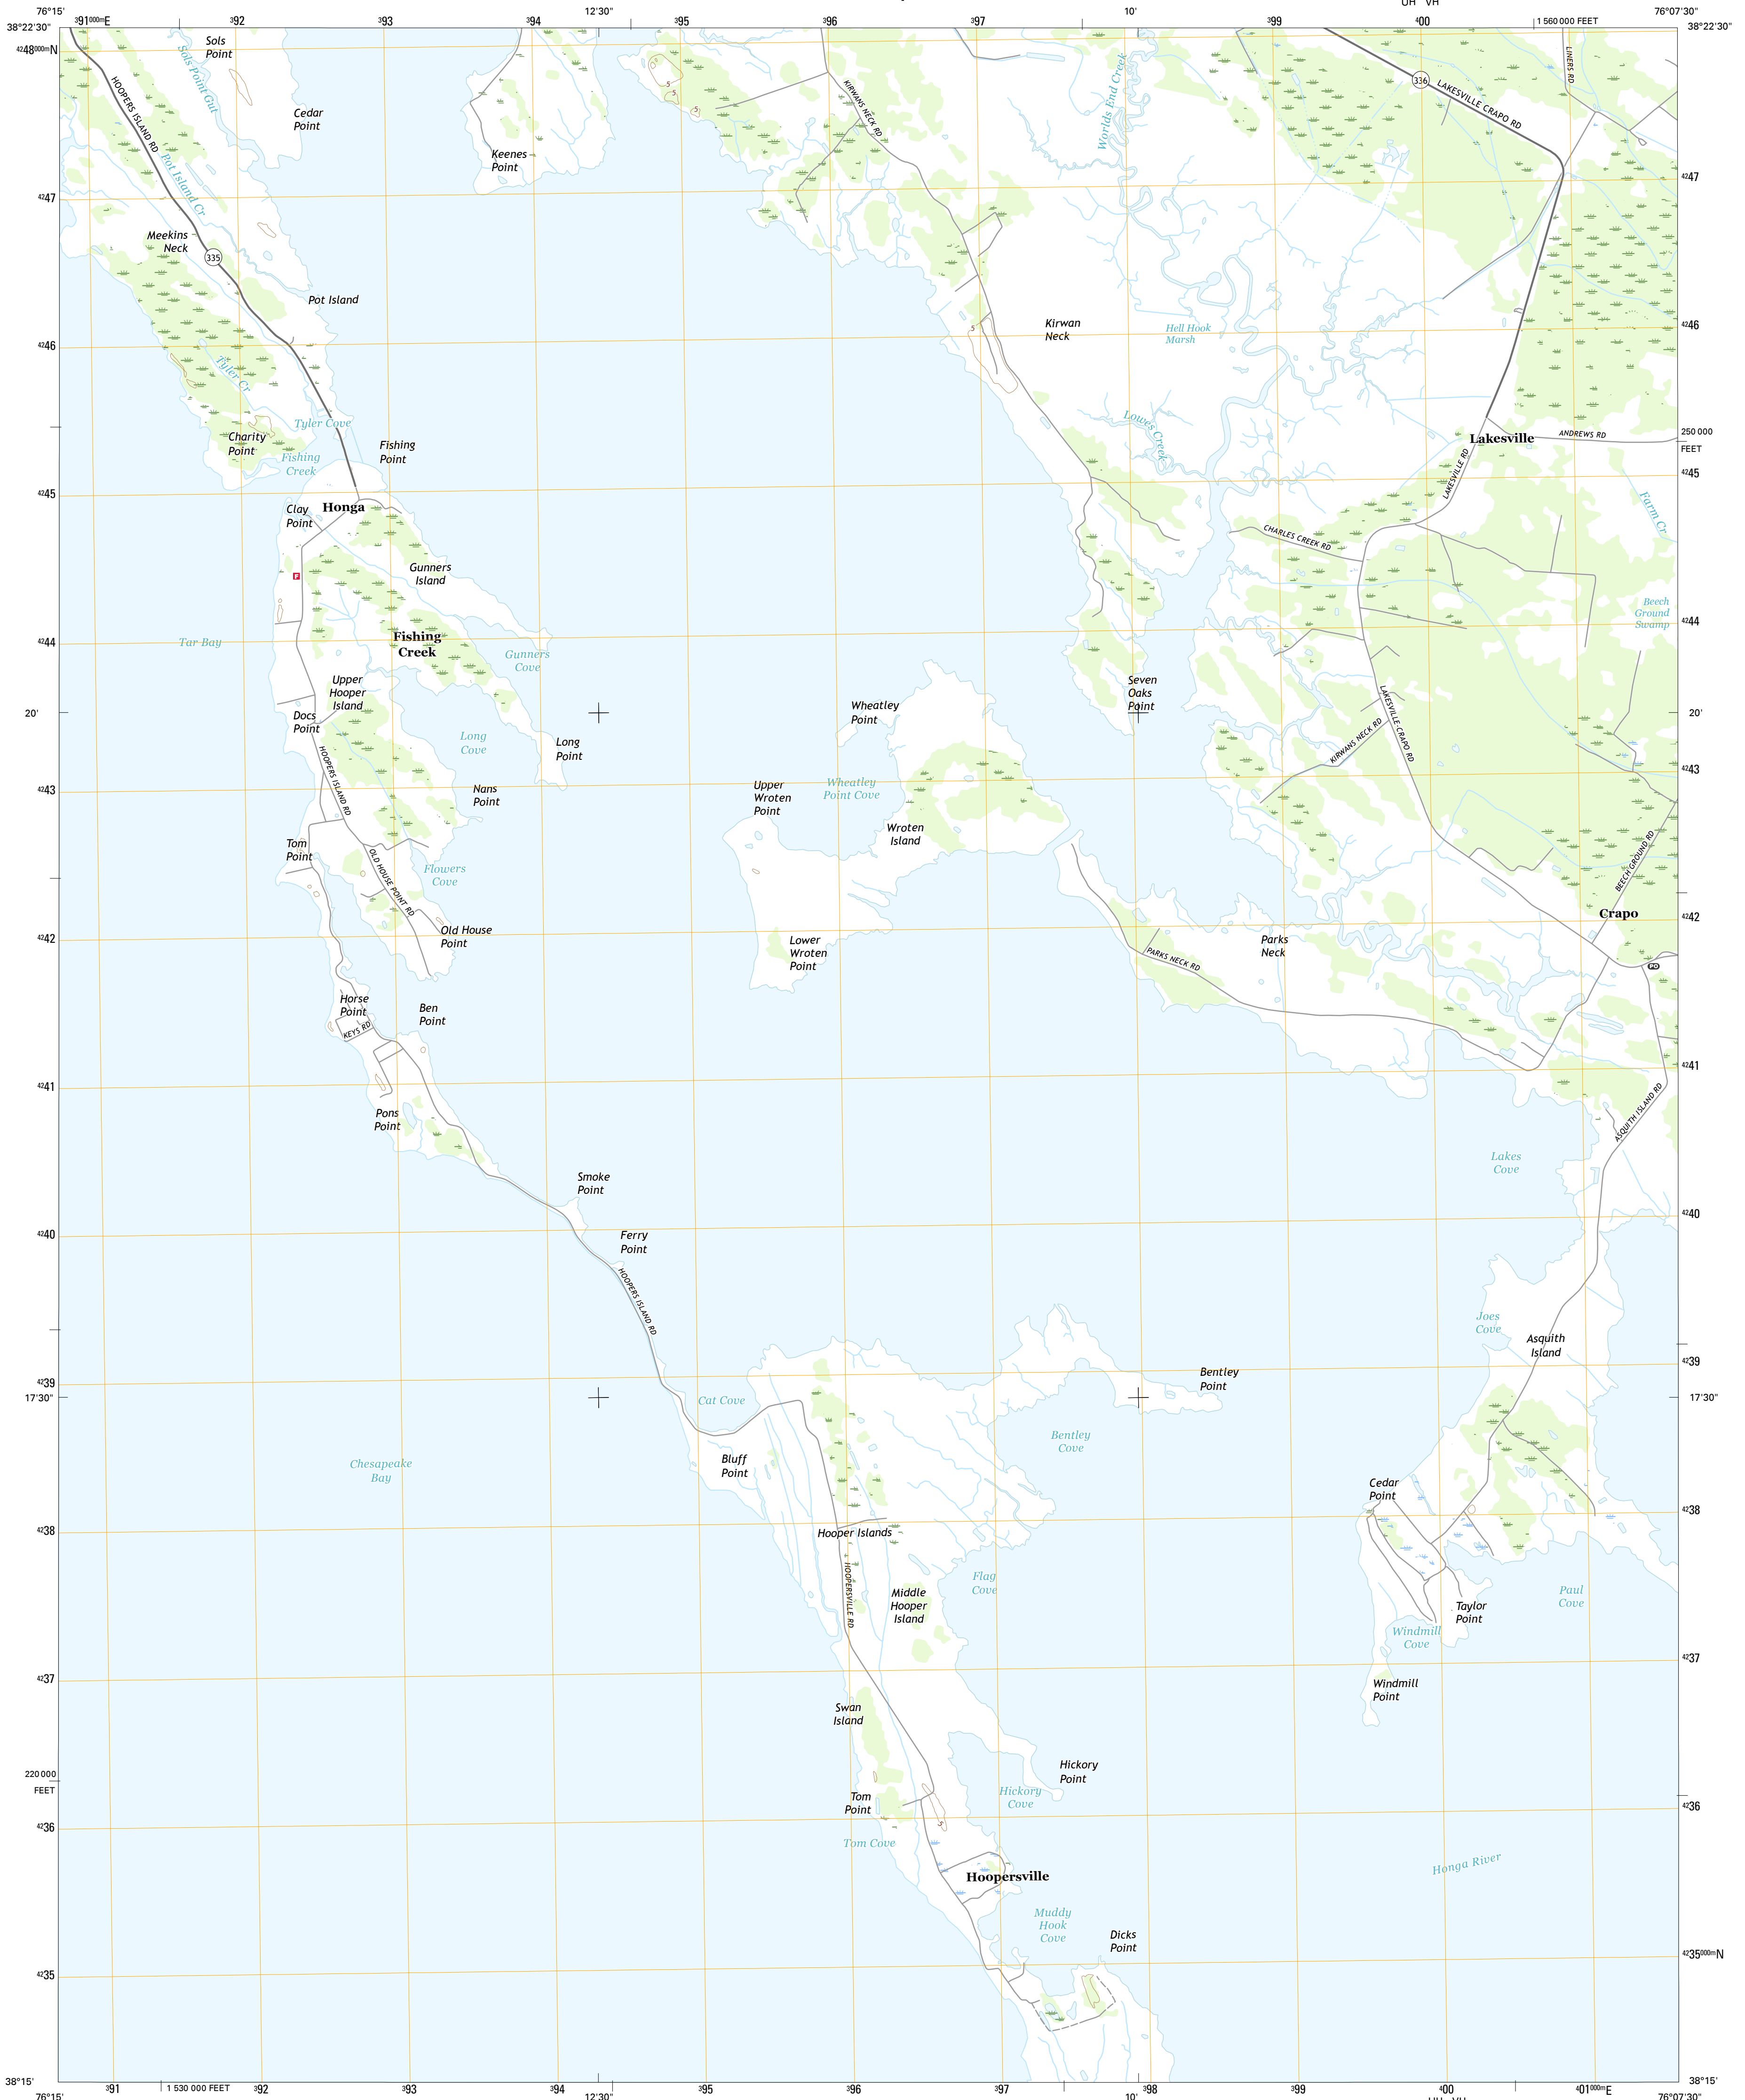 76°15'
³91⁰⁰⁰ᵐE
³92
³93
³94
12'30"
³95
³96
³97
10'
³99
⁴00
1 560 000 FEET
76°07'30"
38°22'30"
38°22'30"
⁴²48⁰⁰⁰ᵐN
Sols
Point
Sols Point Gut
Cedar
Point
HOOPERS ISLAND RD
Pot Island Cr
Keenes
Point
5
5
5
KIRWANS NECK RD
Worlds End Creek
336
LAKESVILLE CRAPO RD
LINERS RD
⁴²47
⁴²47
Meekins
Neck
335
Pot Island
5
Kirwan
Neck
Hell Hook
Marsh
⁴²46
⁴²46
Tyler Cr
Tyler Cove
Charity
Point
Fishing
Creek
Fishing
Point
Lowes Creek
Lakesville
ANDREWS RD
250 000
FEET
LAKESVILLE RD
⁴²45
⁴²45
Farm Cr
Clay
Point
Honga
CHARLES CREEK RD
F
Gunners
Island
Beech
Ground
Swamp
⁴²44
⁴²44
Tar Bay
Fishing
Creek
Gunners
Cove
Upper
Hooper
Island
Docs
Point
Seven
Oaks
Point
Wheatley
Point
20'
20'
Long
Cove
Long
Point
LAKESVILLE-CRAPO RD
KIRWANS NECK RD
HOOPERS ISLAND RD
⁴²43
⁴²43
Nans
Point
Upper
Wroten
Point
Wheatley
Point Cove
Wroten
Island
Tom
Point
OLD HOUSE POINT RD
Flowers
Cove
BEECH GROUND RD
Crapo
⁴²42
⁴²42
Old House
Point
Lower
Wroten
Point
PARKS NECK RD
Parks
Neck
PO
Horse
Point
KEYS RD
Ben
Point
⁴²41
⁴²41
Pons
Point
ASQUITH ISLAND RD
Lakes
Cove
Smoke
Point
⁴²40
⁴²40
Ferry
Point
HOOPERS ISLAND RD
Joes
Cove
Asquith
Island
⁴²39
⁴²39
17'30"
17'30"
Cat Cove
Bentley
Point
Bentley
Cove
Chesapeake
Bay
Bluff
Point
Cedar
Point
⁴²38
⁴²38
Hooper Islands
HOOPERSVILLE RD
Flag
Cove
Middle
Hooper
Island
Paul
Cove
Taylor
Point
Windmill
Cove
⁴²37
⁴²37
Windmill
Point
Swan
Island
220 000
FEET
Hickory
Point
Hickory
Cove
Tom
Point
5
⁴²36
⁴²36
Tom Cove
Hoopersville
Honga River
Muddy
Hook
Cove
Dicks
Point
⁴²35
⁴²35⁰⁰⁰ᵐN
38°15'
38°15'
76°15'
³91
1 530 000 FEET
³92
³93
³94
12'30"
³95
³96
³97
10'
³98
³99
⁴00
⁴01⁰⁰⁰ᵐE
76°07'30"